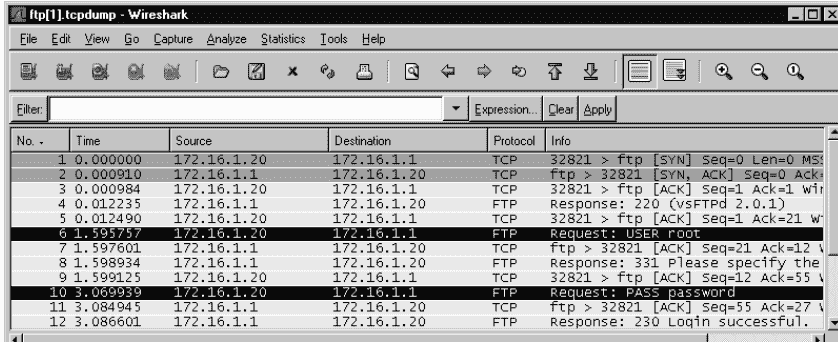 ftp[1].tcpdump - Wireshark
File Edit View Go Capture Analyze Statistics Tools Help
Filter: Expression... Clear Apply
No. Time Source Destination Protocol Info
1 0.000000 172.16.1.20 172.16.1.1 TCP 32821 > ftp [SYN] Seq=0 Len=0 MSS
2 0.000910 172.16.1.1 172.16.1.20 TCP ftp > 32821 [SYN, ACK] Seq=0 Ack=
3 0.000984 172.16.1.20 172.16.1.1 TCP 32821 > ftp [ACK] Seq=1 Ack=1 Win
4 0.012235 172.16.1.1 172.16.1.20 FTP Response: 220 (vsFTPd 2.0.1)
5 0.012490 172.16.1.20 172.16.1.1 TCP 32821 > ftp [ACK] Seq=1 Ack=21 W
6 1.595757 172.16.1.20 172.16.1.1 FTP Request: USER root
7 1.597601 172.16.1.1 172.16.1.20 TCP ftp > 32821 [ACK] Seq=21 Ack=12 W
8 1.598934 172.16.1.1 172.16.1.20 FTP Response: 331 Please specify the
9 1.599125 172.16.1.20 172.16.1.1 TCP 32821 > ftp [ACK] Seq=12 Ack=55 W
10 3.069939 172.16.1.20 172.16.1.1 FTP Request: PASS password
11 3.084945 172.16.1.1 172.16.1.20 TCP ftp > 32821 [ACK] Seq=55 Ack=27 W
12 3.086601 172.16.1.1 172.16.1.20 FTP Response: 230 Login successful.